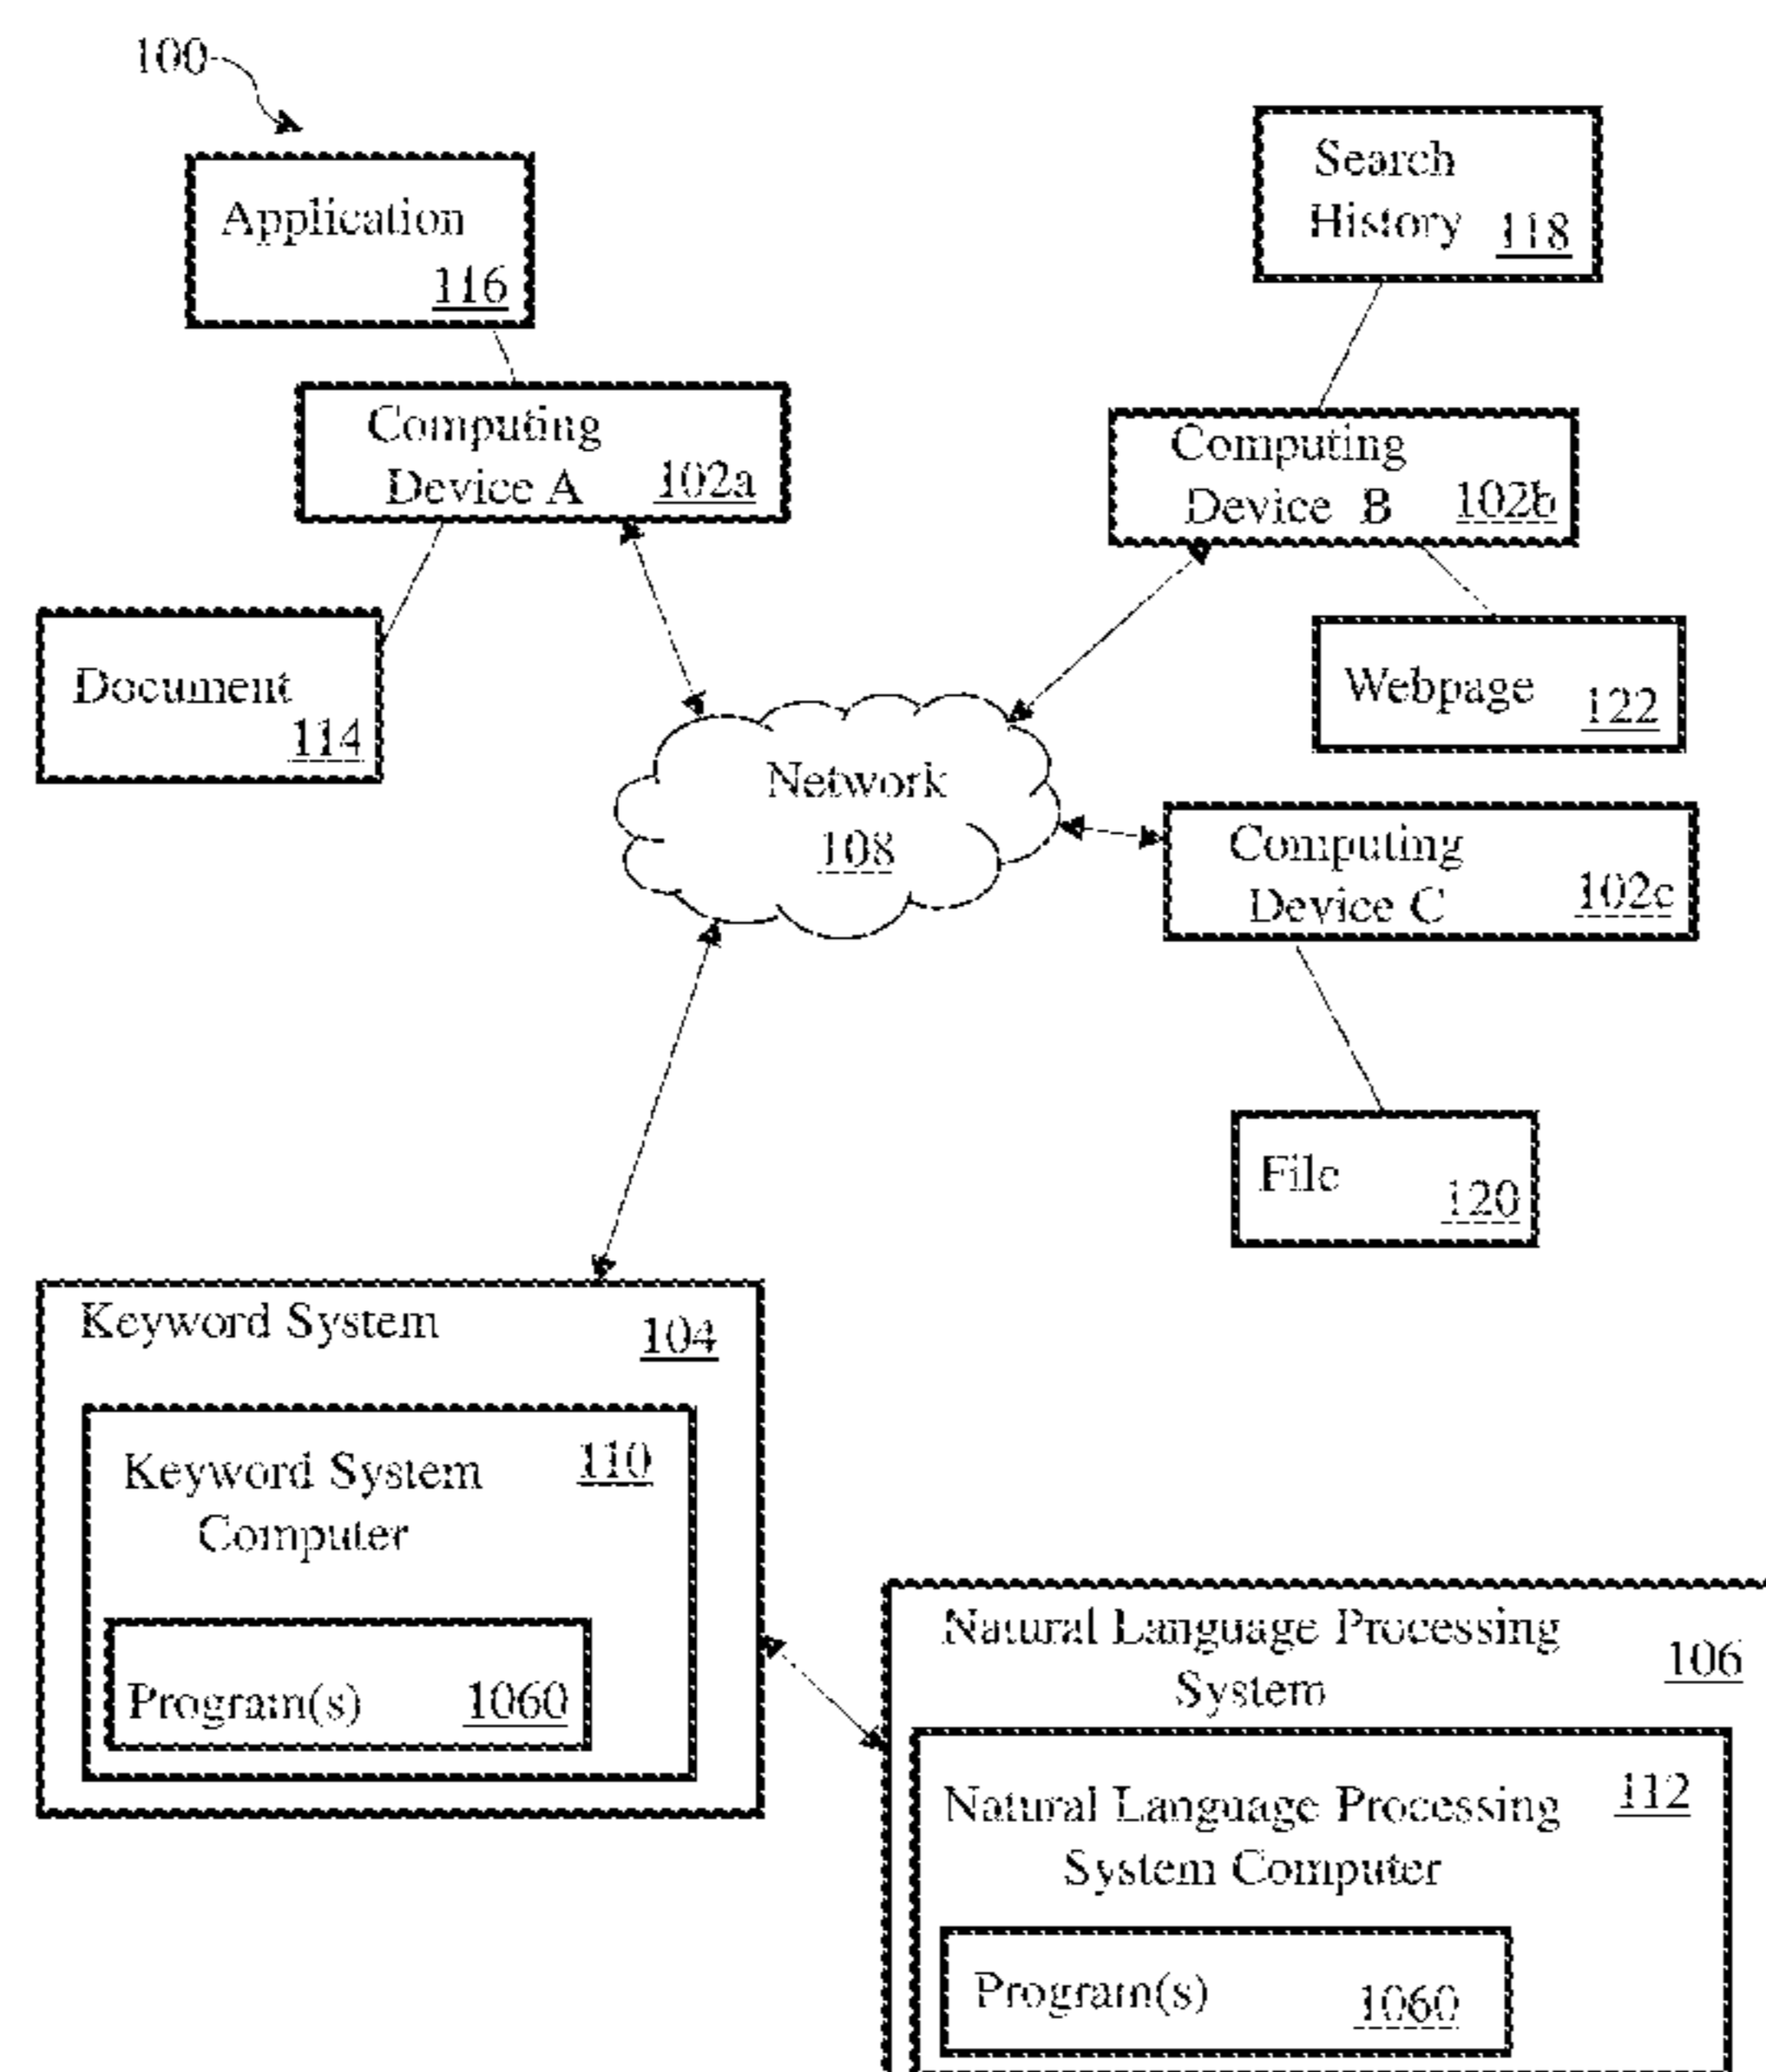 100
Application
116
Search
History 118
Computing
Device A 102a
Computing
Device B 102b
Document
114
Webpage 122
Network
108
Computing
Device C 102c
File 120
Keyword System 104
Keyword System 110
Computer
Program(s) 1060
Natural Language Processing 106
System
Natural Language Processing 112
System Computer
Program(s) 1060